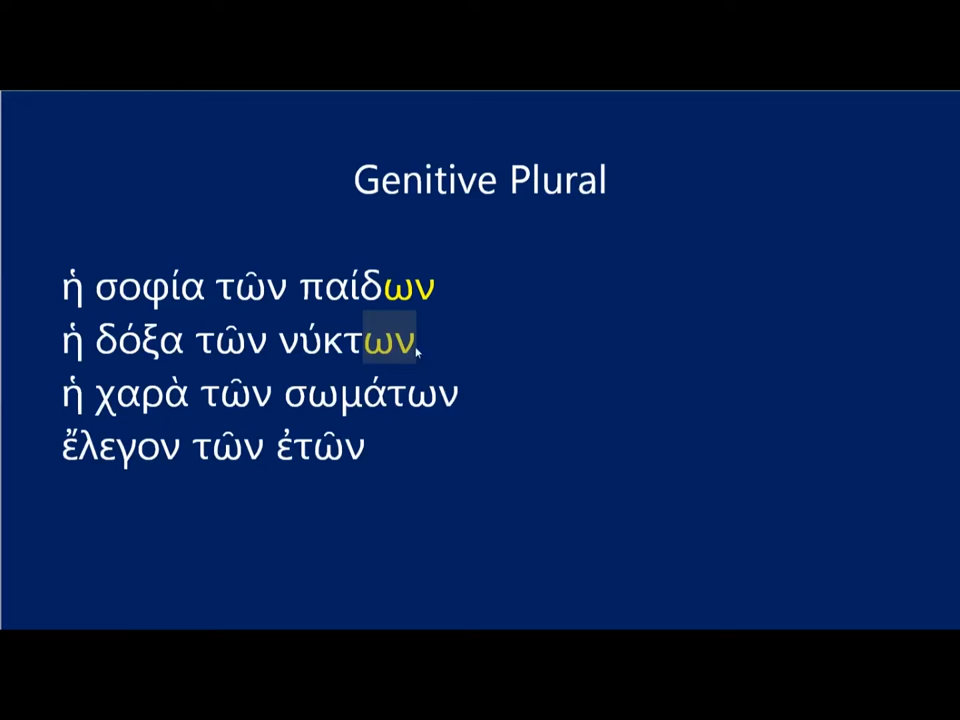 Genitive Plural
ἡ σοφία τῶν παίδων
ἡ δόξα τῶν νύκτων
ἡ χαρὰ τῶν σωμάτων
ἔλεγον τῶν ἐτῶν